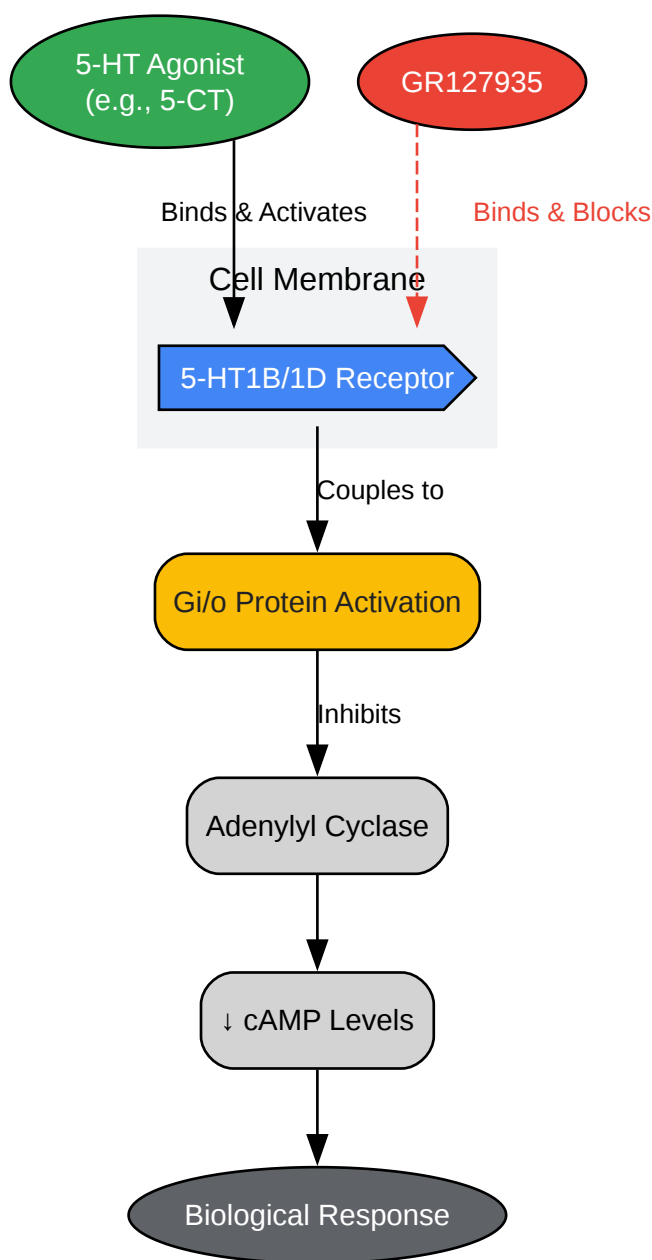 5-HT Agonist
(e.g., 5-CT)
GR127935
Binds & Activates
Binds & Blocks
Cell Membrane
5-HT1B/1D Receptor
Couples to
Gi/o Protein Activation
Inhibits
Adenylyl Cyclase
↓ cAMP Levels
Biological Response